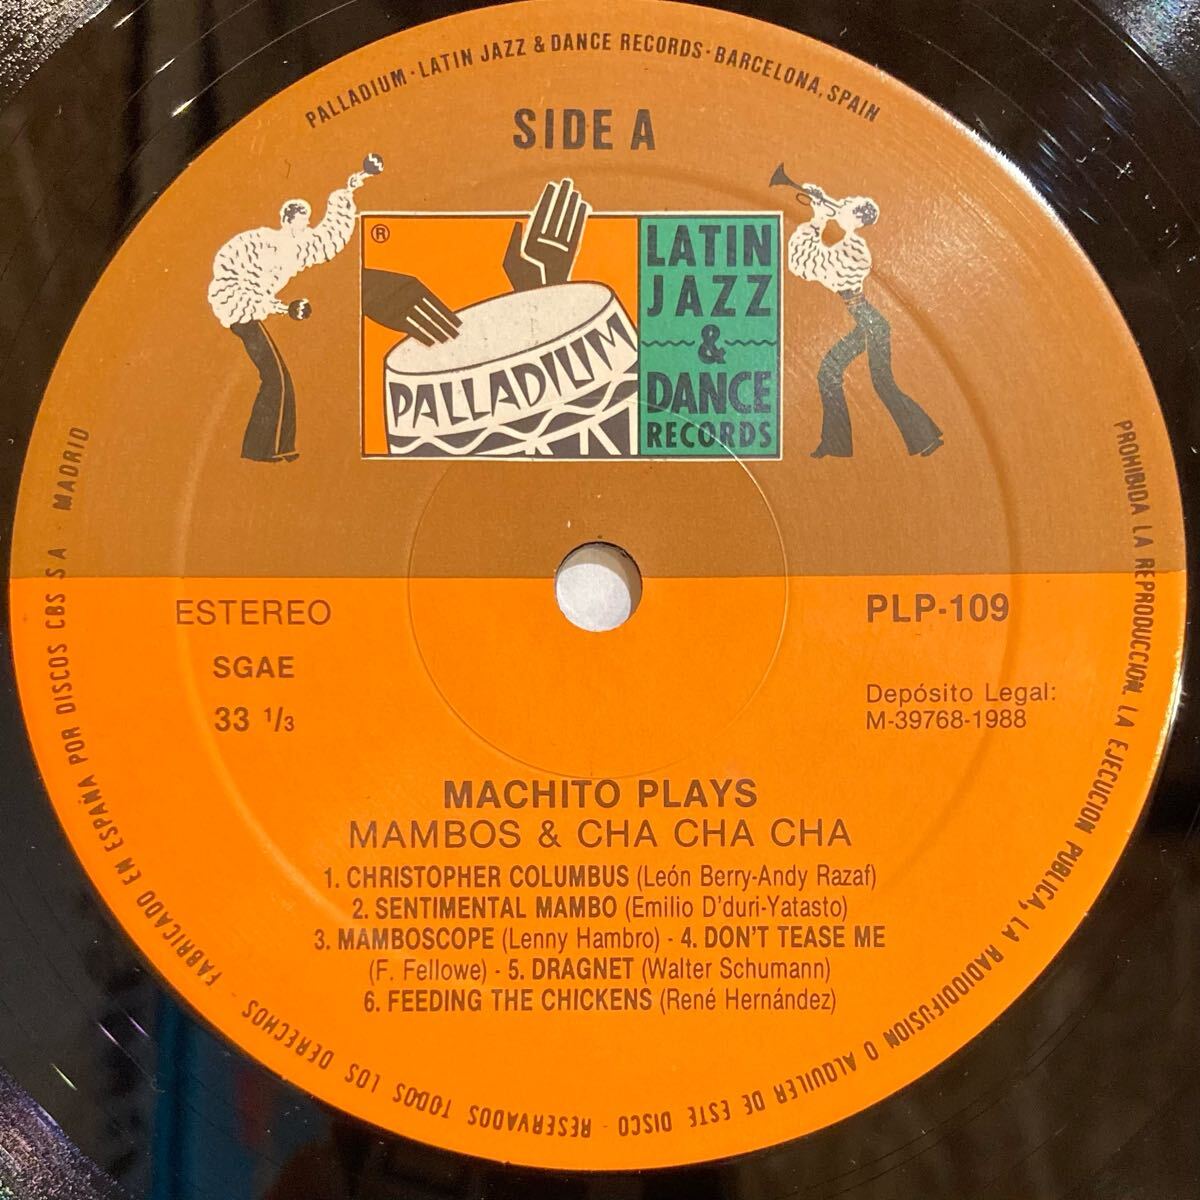 PALLADIUM · LATIN JAZZ & DANCE RECORDS · BARCELONA, SPAIN
SIDE A
®
PALLADIUM
LATIN
JAZZ
&
DANCE
RECORDS
ESTEREO
SGAE
33 1/3
PLP-109
Depósito Legal:
M-39768-1988
MACHITO PLAYS
MAMBOS & CHA CHA CHA
1. CHRISTOPHER COLUMBUS (León Berry-Andy Razaf)
2. SENTIMENTAL MAMBO (Emilio D'duri-Yatasto)
3. MAMBOSCOPE (Lenny Hambro) - 4. DON'T TEASE ME
(F. Fellowe) - 5. DRAGNET (Walter Schumann)
6. FEEDING THE CHICKENS (René Hernández)
PROHIBIDA LA REPRODUCCION, LA EJECUCION PUBLICA, LA RADIODIFUSION O ALQUILER DE ESTE DISCO - RESERVADOS TODOS LOS DERECHOS - FABRICADO EN ESPAÑA POR DISCOS CBS S A · MADRID